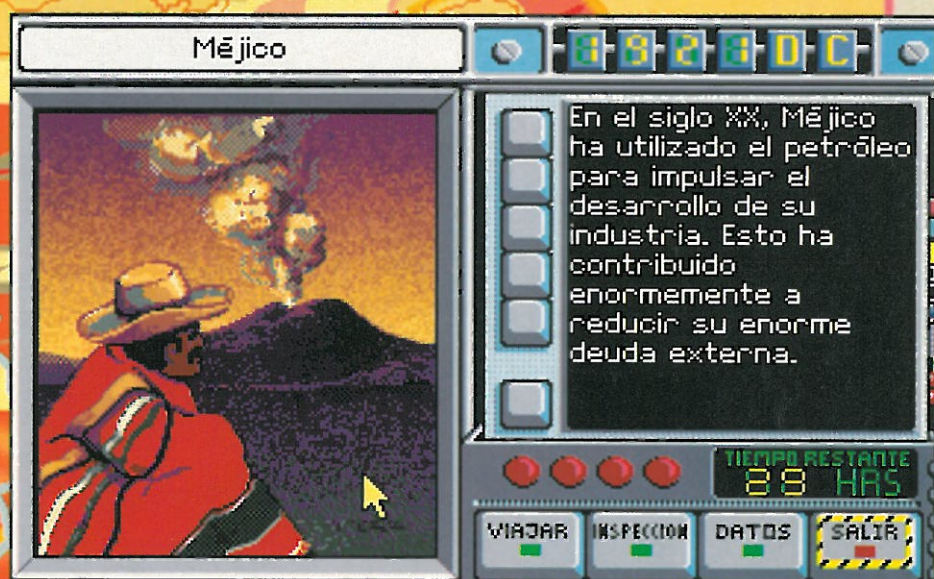 Méjico
1921DC
En el siglo XX, Méjico
ha utilizado el petróleo
para impulsar el
desarrollo de su
industria. Esto ha
contribuido
enormemente a
reducir su enorme
deuda externa.
TIEMPO RESTANTE
HRS
VIAJAR
INSPECCION
DATOS
SALIR